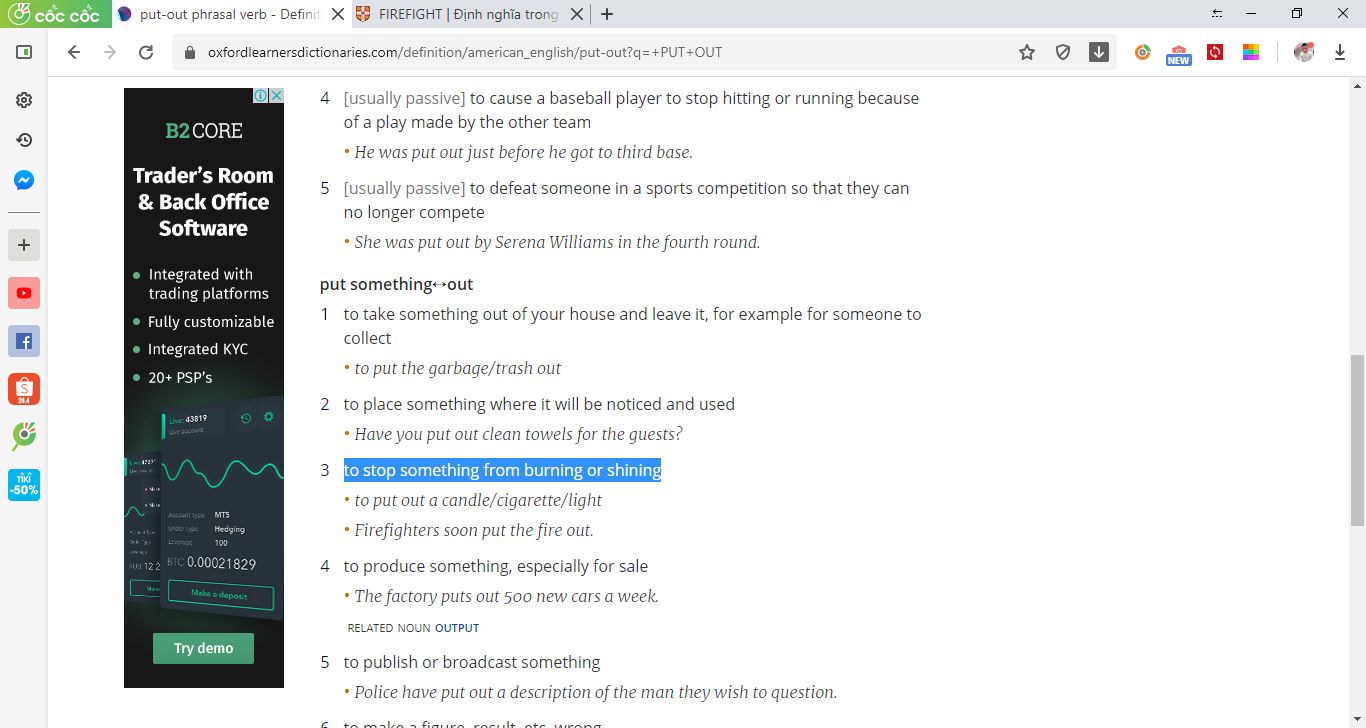 cốc cốc
put-out phrasal verb - Definit
FIREFIGHT | Định nghĩa trong
oxfordlearnersdictionaries.com/definition/american_english/put-out?q=+PUT+OUT
NEW
24.4
TIKI
-50%
B2CORE
Trader's Room
& Back Office
Software
Integrated with
trading platforms
Fully customizable
Integrated KYC
20+ PSP's
Live: 43819
Live account
Account Type MT5
Order type Hedging
Leverage 100
BTC 0.00021829
Make a deposit
Try demo
4 [usually passive] to cause a baseball player to stop hitting or running because
of a play made by the other team
• He was put out just before he got to third base.
5 [usually passive] to defeat someone in a sports competition so that they can
no longer compete
• She was put out by Serena Williams in the fourth round.
put something↔out
1 to take something out of your house and leave it, for example for someone to
collect
• to put the garbage/trash out
2 to place something where it will be noticed and used
• Have you put out clean towels for the guests?
3 to stop something from burning or shining
• to put out a candle/cigarette/light
• Firefighters soon put the fire out.
4 to produce something, especially for sale
• The factory puts out 500 new cars a week.
RELATED NOUN OUTPUT
5 to publish or broadcast something
• Police have put out a description of the man they wish to question.
6 to make a figure, result, etc. wrong